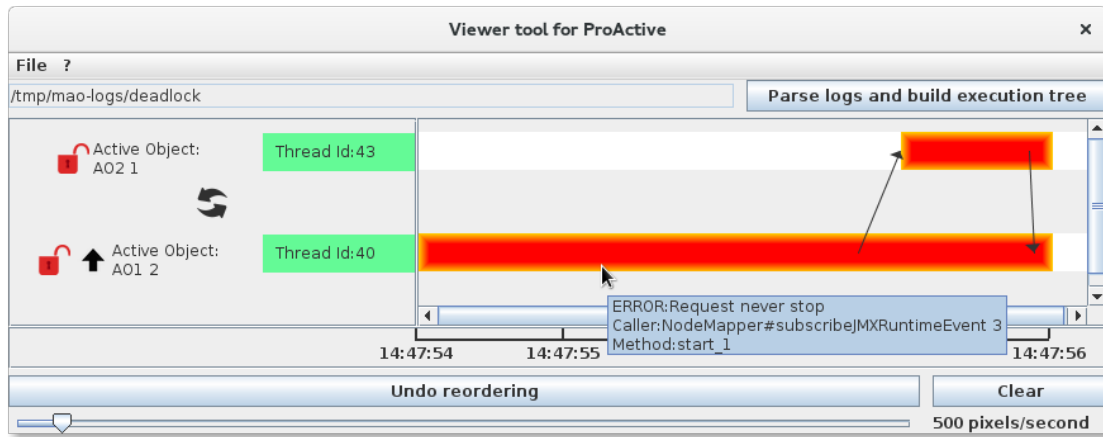 Viewer tool for ProActive
×
File ?
/tmp/mao-logs/deadlock
Parse logs and build execution tree
Active Object:
AO2 1
Thread Id:43
Active Object:
AO1 2
Thread Id:40
ERROR:Request never stop
Caller:NodeMapper#subscribeJMXRuntimeEvent 3
Method:start_1
14:47:54
14:47:55
14:47:56
Undo reordering
Clear
500 pixels/second